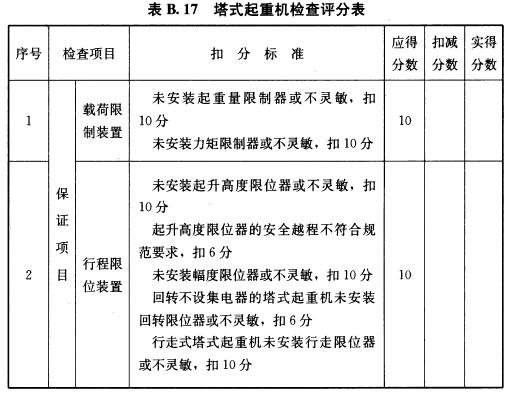 表 B.17 塔式起重机检查评分表
序号 检查项目 扣 分 标 准 应得分数 扣减分数 实得分数
1
保证项目
载荷限制装置
未安装起重量限制器或不灵敏，扣
10分
未安装力矩限制器或不灵敏，扣 10 分
10
2
行程限位装置
未安装起升高度限位器或不灵敏，扣
10分
起升高度限位器的安全越程不符合规
范要求，扣6分
未安装幅度限位器或不灵敏，扣 10 分
回转不设集电器的塔式起重机未安装
回转限位器或不灵敏，扣6分
行走式塔式起重机未安装行走限位器
或不灵敏，扣10分
10